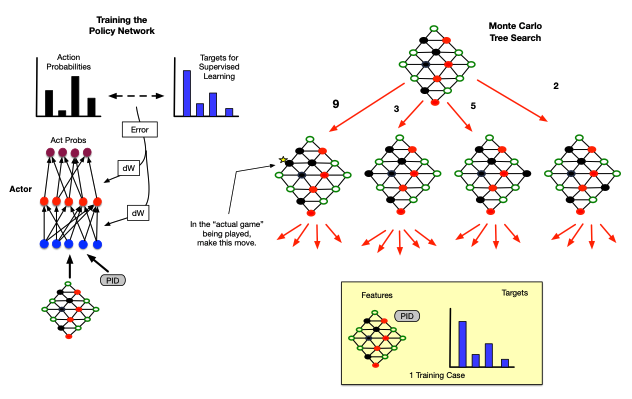 Training the
Policy Network
Action
Probabilities
Targets for
Supervised
Learning
Error
Act Probs
dW
Actor
dW
PID
Monte Carlo
Tree Search
9
3
5
2
In the "actual game"
being played,
make this move.
Features
Targets
PID
1 Training Case